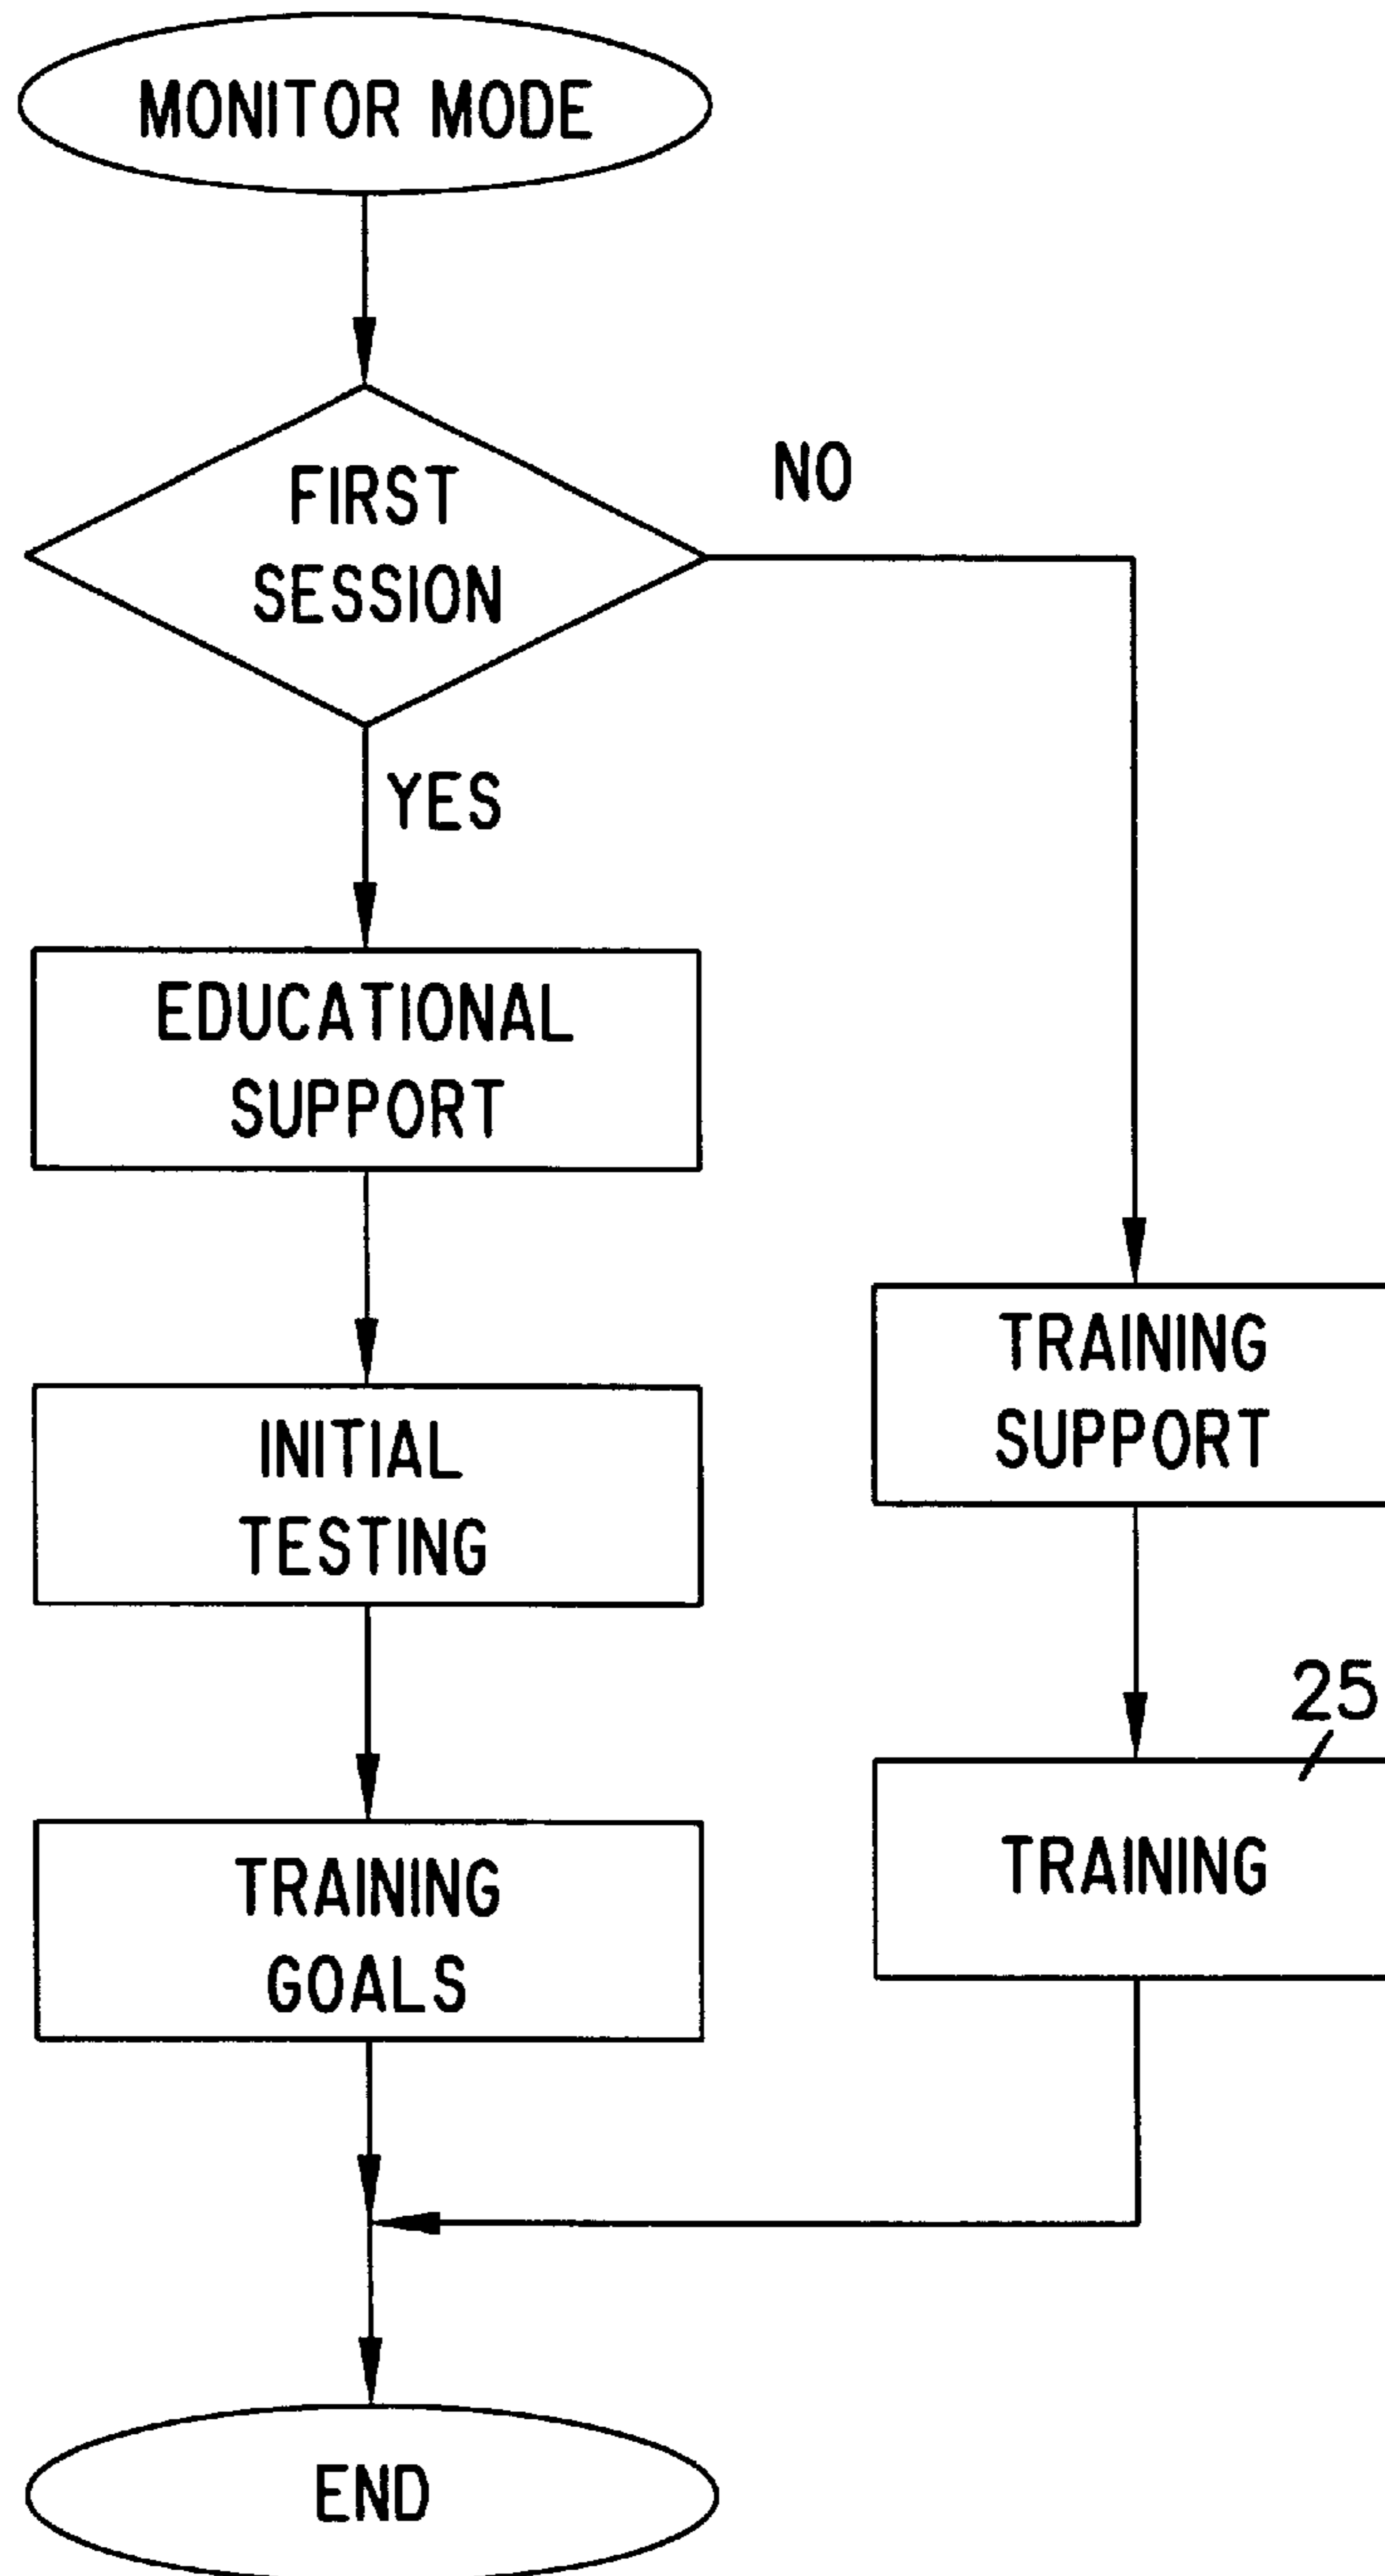 MONITOR MODE
FIRST
SESSION
NO
YES
EDUCATIONAL
SUPPORT
INITIAL
TESTING
TRAINING
GOALS
TRAINING
SUPPORT
25
TRAINING
END